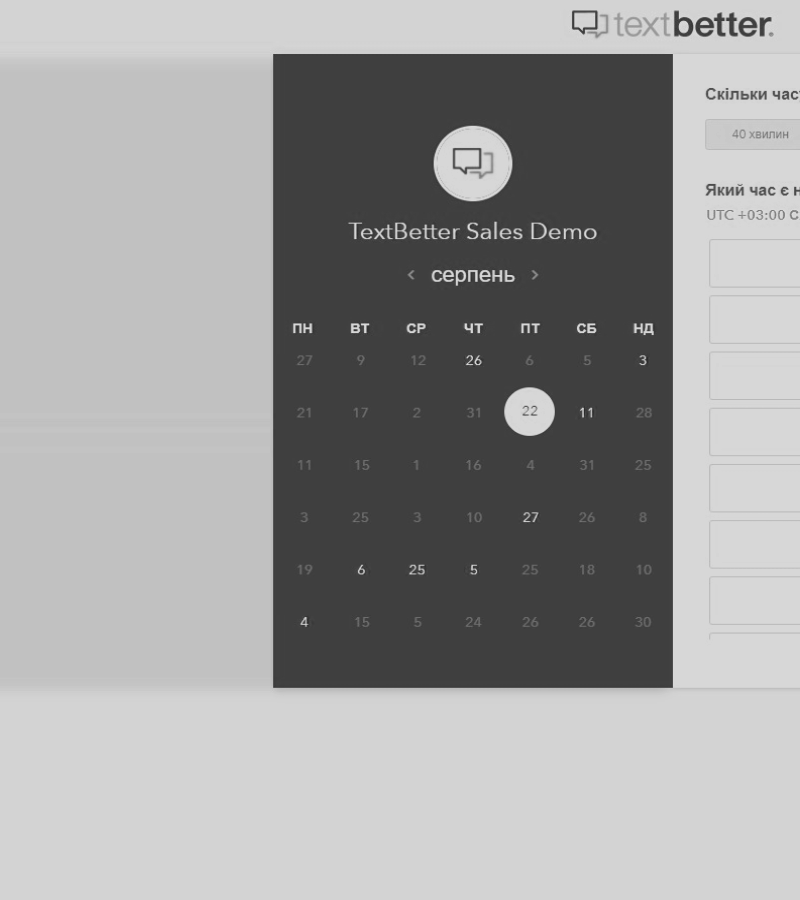 textbetter.
Скільки час
40 хвилин
TextBetter Sales Demo
Який час є н
UTC +03:00 С
серпень
ПН ВТ СР ЧТ ПТ СБ НД
27 9 12 26 6 5 3
21 17 2 31 22 11 28
11 15 1 16 4 31 25
3 25 3 10 27 26 8
19 6 25 5 25 18 10
4 15 5 24 26 26 30